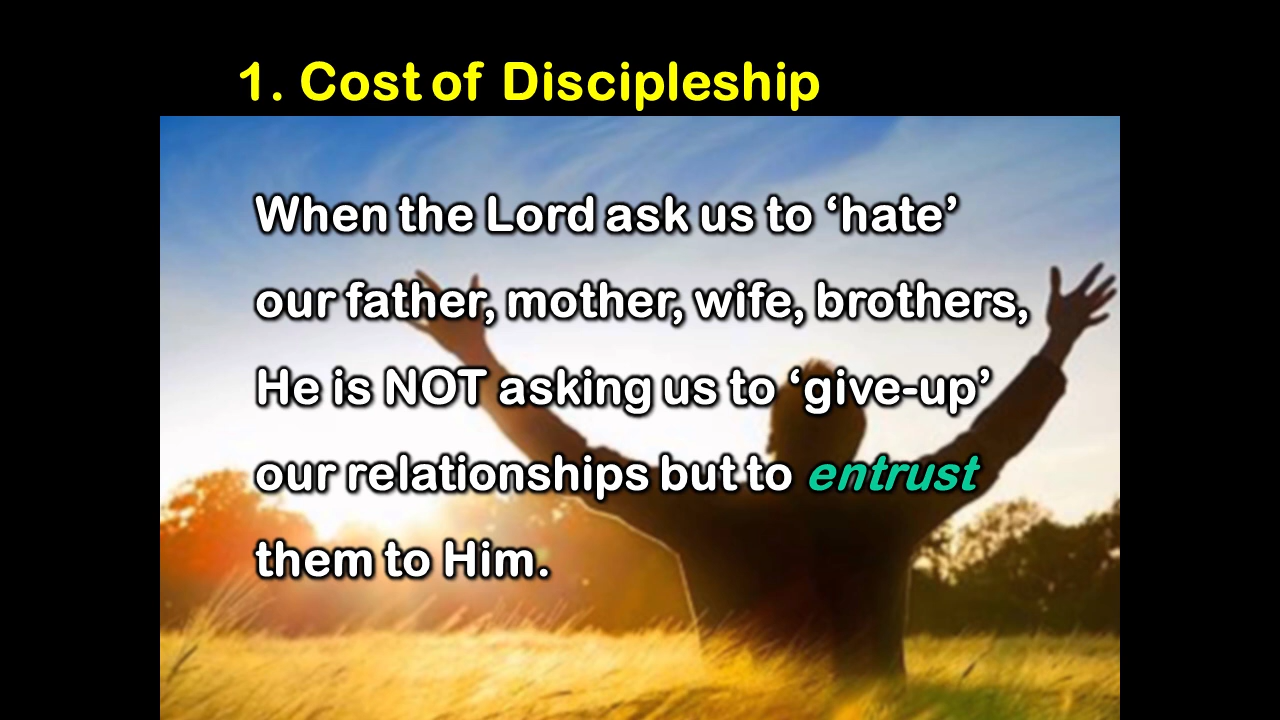 1. Cost of Discipleship
When the Lord ask us to ‘hate’
our father, mother, wife, brothers,
He is NOT asking us to ‘give-up’
our relationships but to entrust
them to Him.